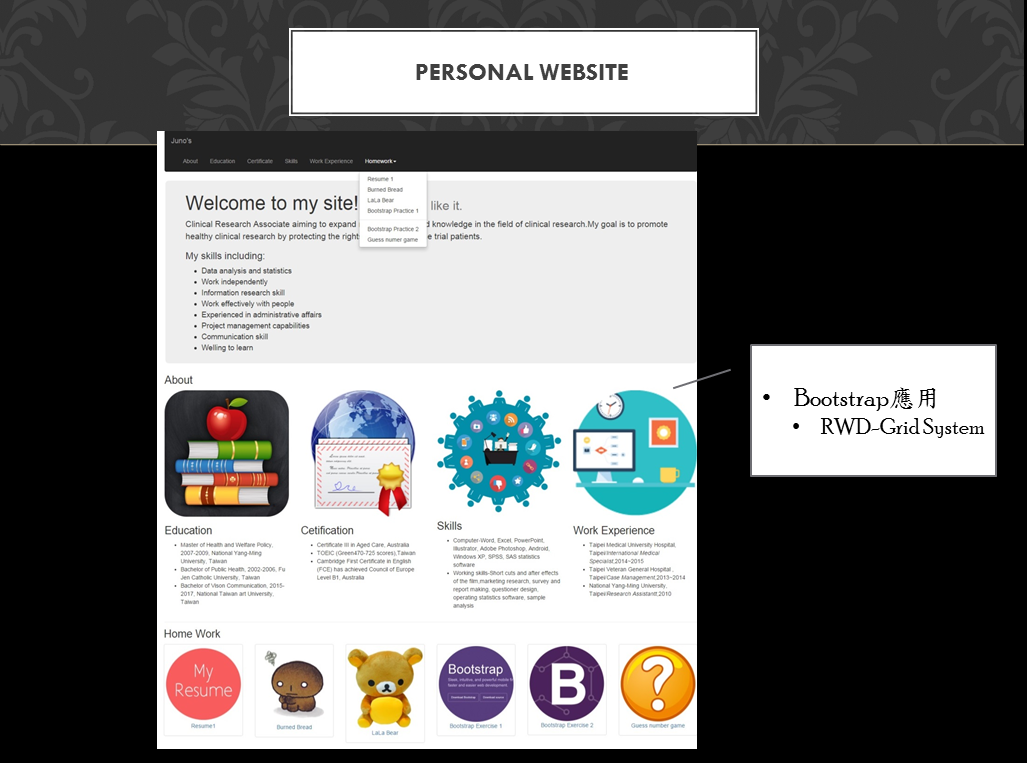 PERSONAL WEBSITE
Juno's
About Education Certificate Skills Work Experience Homework
Resume 1
Burned Bread
LaLa Bear
Bootstrap Practice 1
Bootstrap Practice 2
Guess numer game
Welcome to my site! like it.
Clinical Research Associate aiming to expand d knowledge in the field of clinical research.My goal is to promote
healthy clinical research by protecting the right e trial patients.
My skills including:
Data analysis and statistics
Work independently
Information research skill
Work effectively with people
Experienced in administrative affairs
Project management capabilities
Communication skill
Welling to learn
About
Education
Master of Health and Welfare Policy,
2007-2009, National Yang-Ming
University, Taiwan
Bachelor of Public Health, 2002-2006, Fu
Jen Catholic University, Taiwan
Bachelor of Vison Communication, 2015-
2017, National Taiwan art University,
Taiwan
Cetification
Certificate III in Aged Care, Australia
TOEIC (Green470-725 scores),Taiwan
Cambridge First Certificate in English
(FCE) has achieved Council of Europe
Level B1, Australia
Skills
Computer-Word, Excel, PowerPoint,
Illustrator, Adobe Photoshop, Android,
Windows XP, SPSS, SAS statistics
software
Working skills-Short cuts and after effects
of the film,marketing research, survey and
report making, questioner design,
operating statistics software, sample
analysis
Work Experience
Taipei Medical University Hospital,
Taipei/International Medical
Specialist,2014~2015
Taipei Veteran General Hospital ,
Taipei/Case Management,2013~2014
National Yang-Ming University,
Taipei/Research Assistant,2010
Bootstrap應用
RWD-Grid System
Home Work
My
Resume
Resume1
Burned Bread
LaLa Bear
Bootstrap
Bootstrap Exercise 1
B
Bootstrap Exercise 2
?
Guess number game